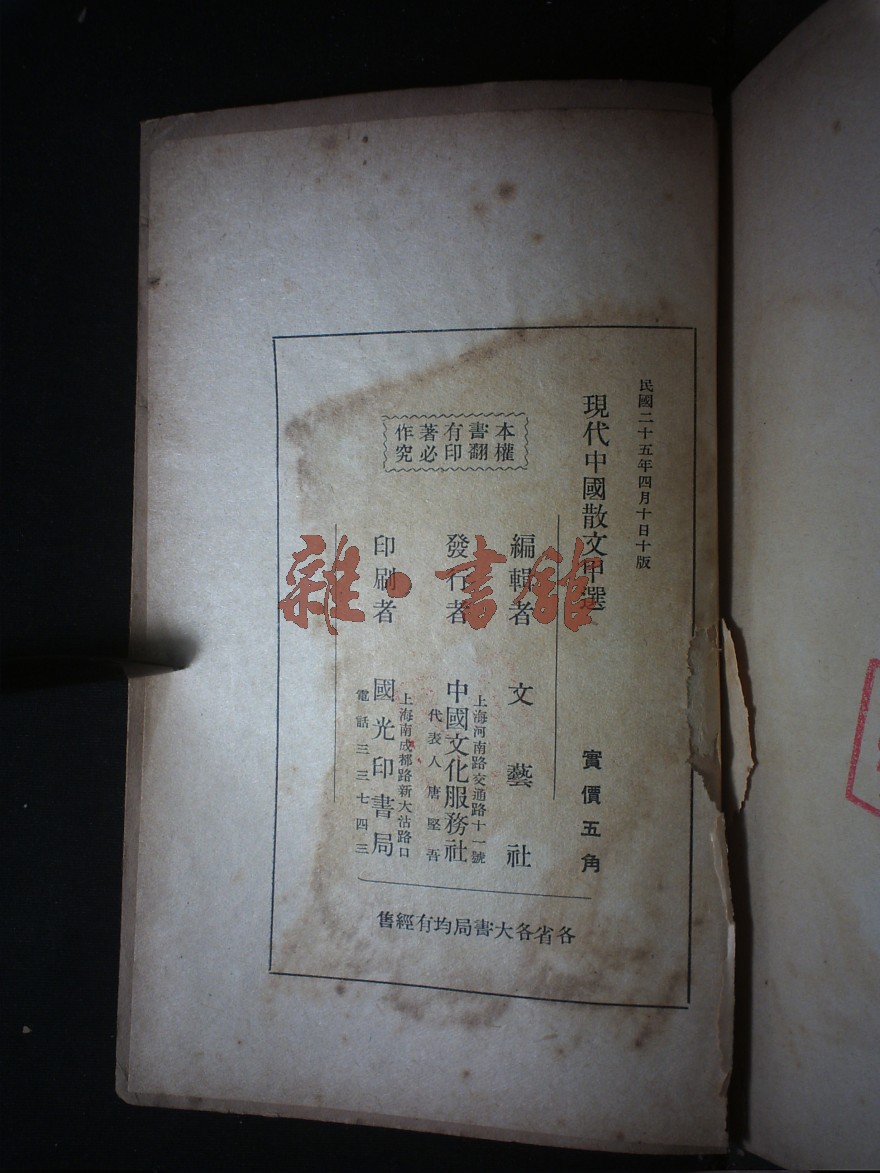 民國二十五年四月十日十版
現代中國散文甲選
實價五角
本書有著作
權翻印必究
編輯者 文藝社
上海河南路交通路十一號
發行者 中國文化服務社
代表人唐堅吾
上海南成都路新大沽路口
印刷者 國光印書局
電話三三七四三
各省各大書局均有經售
雜·書館